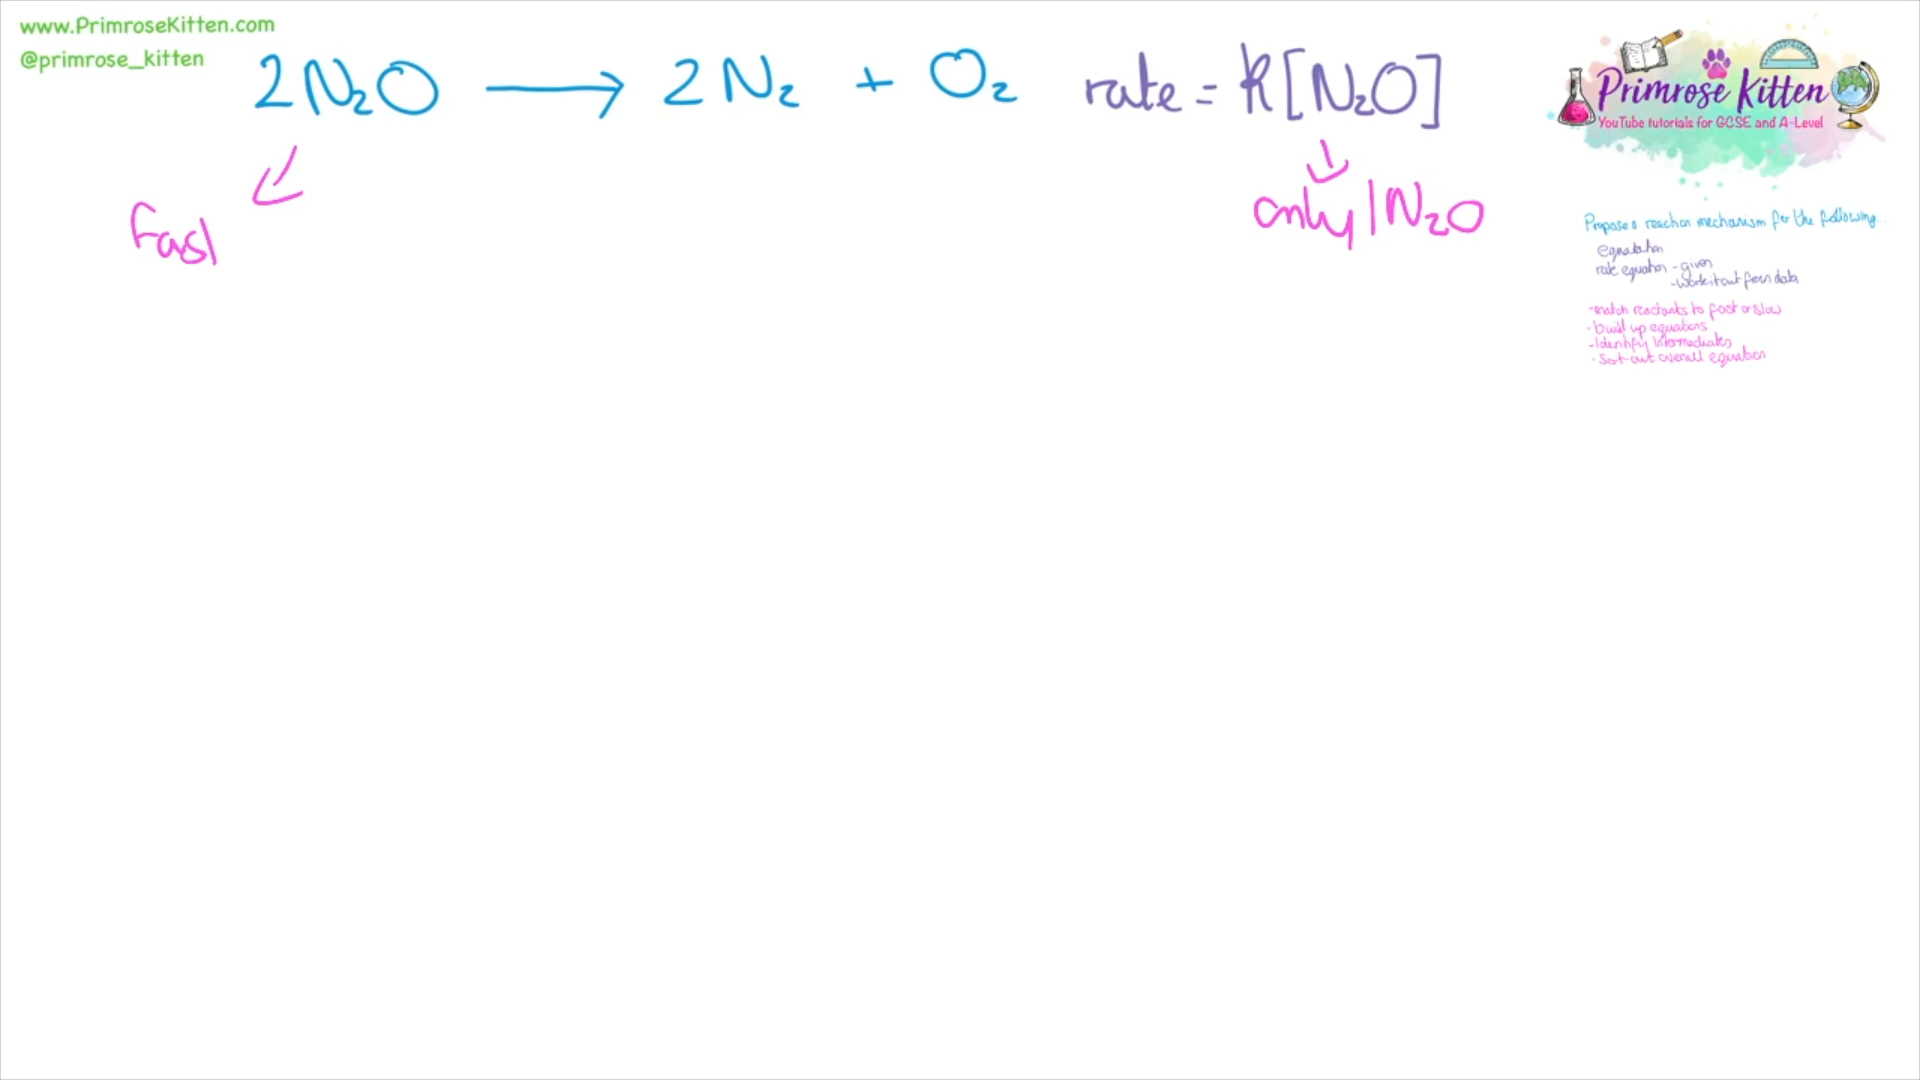 www.PrimroseKitten.com
@primrose_kitten
2N₂O ⟶ 2N₂ + O₂ rate = k[N₂O]
Fast
only 1 N₂O
Primrose Kitten
YouTube tutorials for GCSE and A-Level
Propose a reaction mechanism for the following...
equatation
rate equation - given
- work it out from data
- match reactants to fast or slow
- build up equations
- Identify Intermediates
- Sort out overall equation